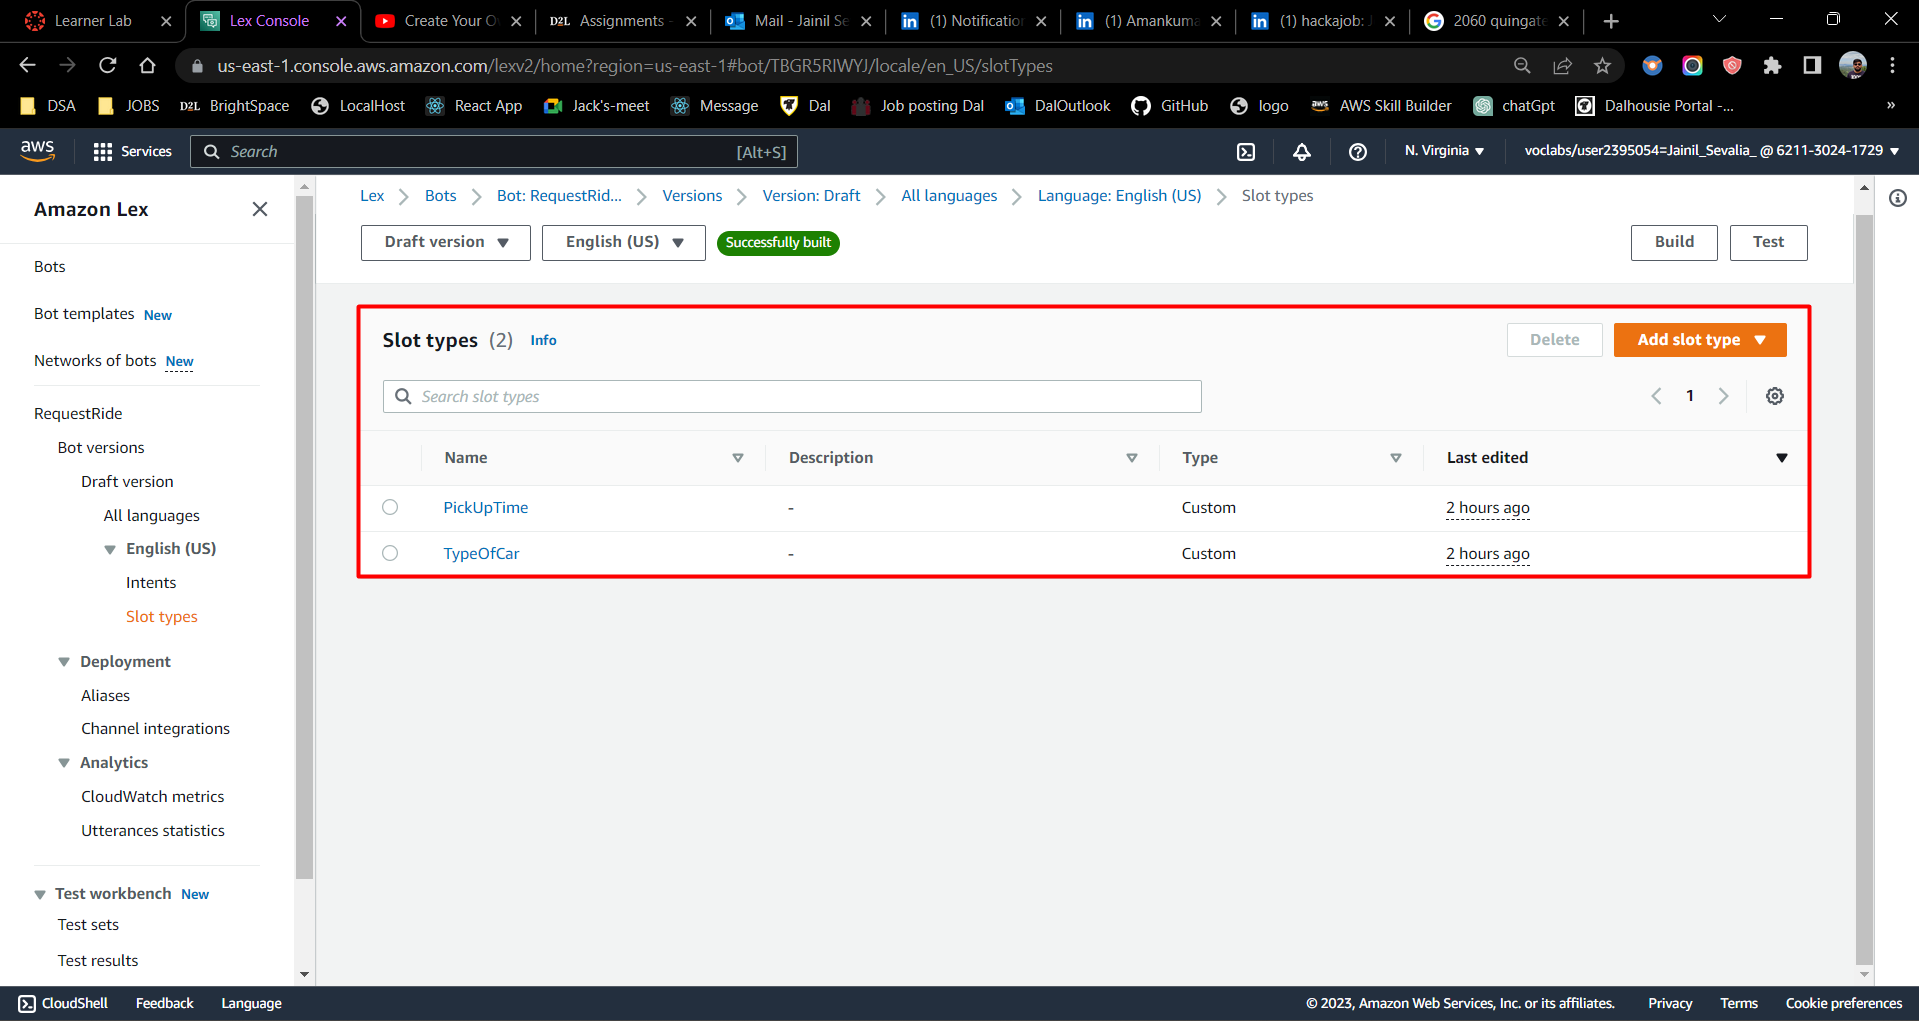 Learner Lab
Lex Console
Create Your O
D2L Assignments -
Mail - Jainil Se
in (1) Notification
in (1) Amankuma
in (1) hackajob: J
G 2060 quingate
us-east-1.console.aws.amazon.com/lexv2/home?region=us-east-1#bot/TBGR5RIWYJ/locale/en_US/slotTypes
DSA
JOBS
D2L BrightSpace
LocalHost
React App
Jack's-meet
Message
Dal
Job posting Dal
DalOutlook
GitHub
logo
aws AWS Skill Builder
chatGpt
Dalhousie Portal -...
»
aws
Services
Search
[Alt+S]
N. Virginia
voclabs/user2395054=Jainil_Sevalia_ @ 6211-3024-1729
Amazon Lex
Bots
Bot templates New
Networks of bots New
RequestRide
Bot versions
Draft version
All languages
English (US)
Intents
Slot types
Deployment
Aliases
Channel integrations
Analytics
CloudWatch metrics
Utterances statistics
Test workbench New
Test sets
Test results
Lex > Bots > Bot: RequestRid... > Versions > Version: Draft > All languages > Language: English (US) > Slot types
Draft version
English (US)
Successfully built
Build
Test
Slot types (2) Info
Delete
Add slot type
Search slot types
< 1 >
Name Description Type Last edited
PickUpTime - Custom 2 hours ago
TypeOfCar - Custom 2 hours ago
CloudShell
Feedback
Language
© 2023, Amazon Web Services, Inc. or its affiliates.
Privacy
Terms
Cookie preferences